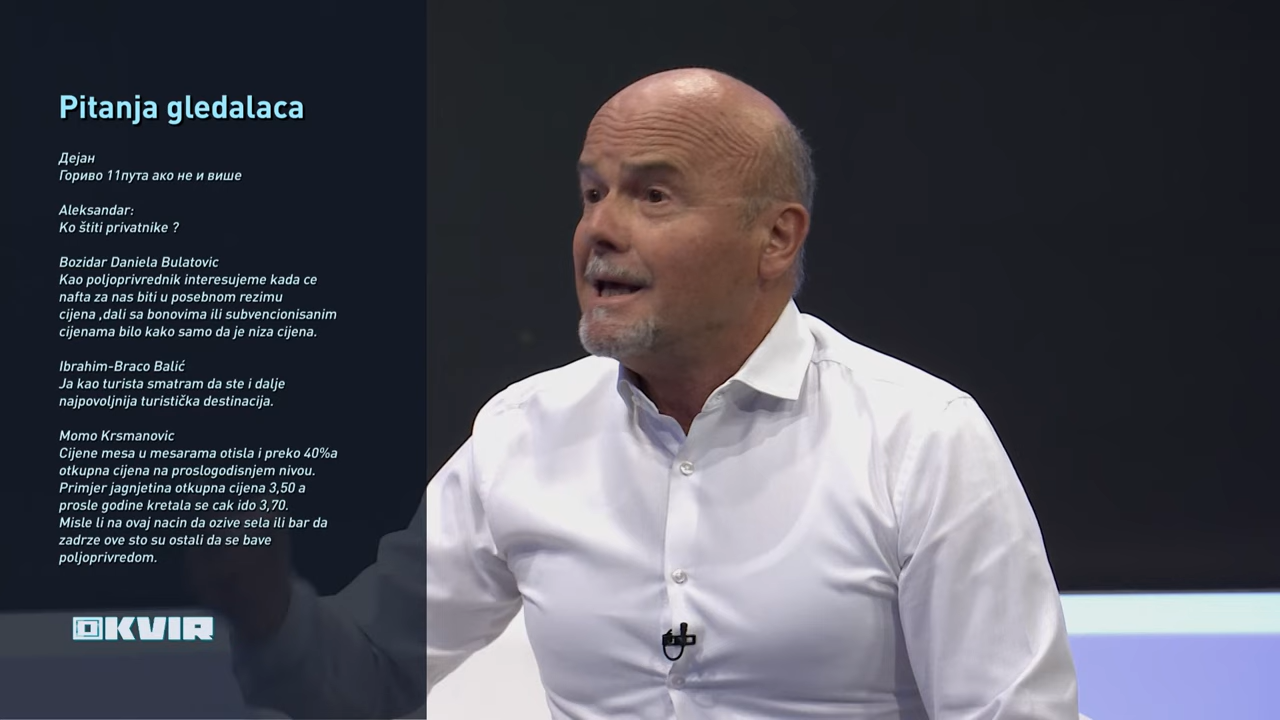 Pitanja gledalaca
Дејан
Гориво 11пута ако не и више
Aleksandar:
Ko štiti privatnike ?
Bozidar Daniela Bulatovic
Kao poljoprivrednik interesujeme kada ce
nafta za nas biti u posebnom rezimu
cijena ,dali sa bonovima ili subvencionisanim
cijenama bilo kako samo da je niza cijena.
Ibrahim-Braco Balić
Ja kao turista smatram da ste i dalje
najpovoljnija turistička destinacija.
Momo Krsmanovic
Cijene mesa u mesarama otisla i preko 40%a
otkupna cijena na proslogodisnjem nivou.
Primjer jagnjetina otkupna cijena 3,50 a
prosle godine kretala se cak ido 3,70.
Misle li na ovaj nacin da ozive sela ili bar da
zadrze ove sto su ostali da se bave
poljoprivredom.
OKVIR